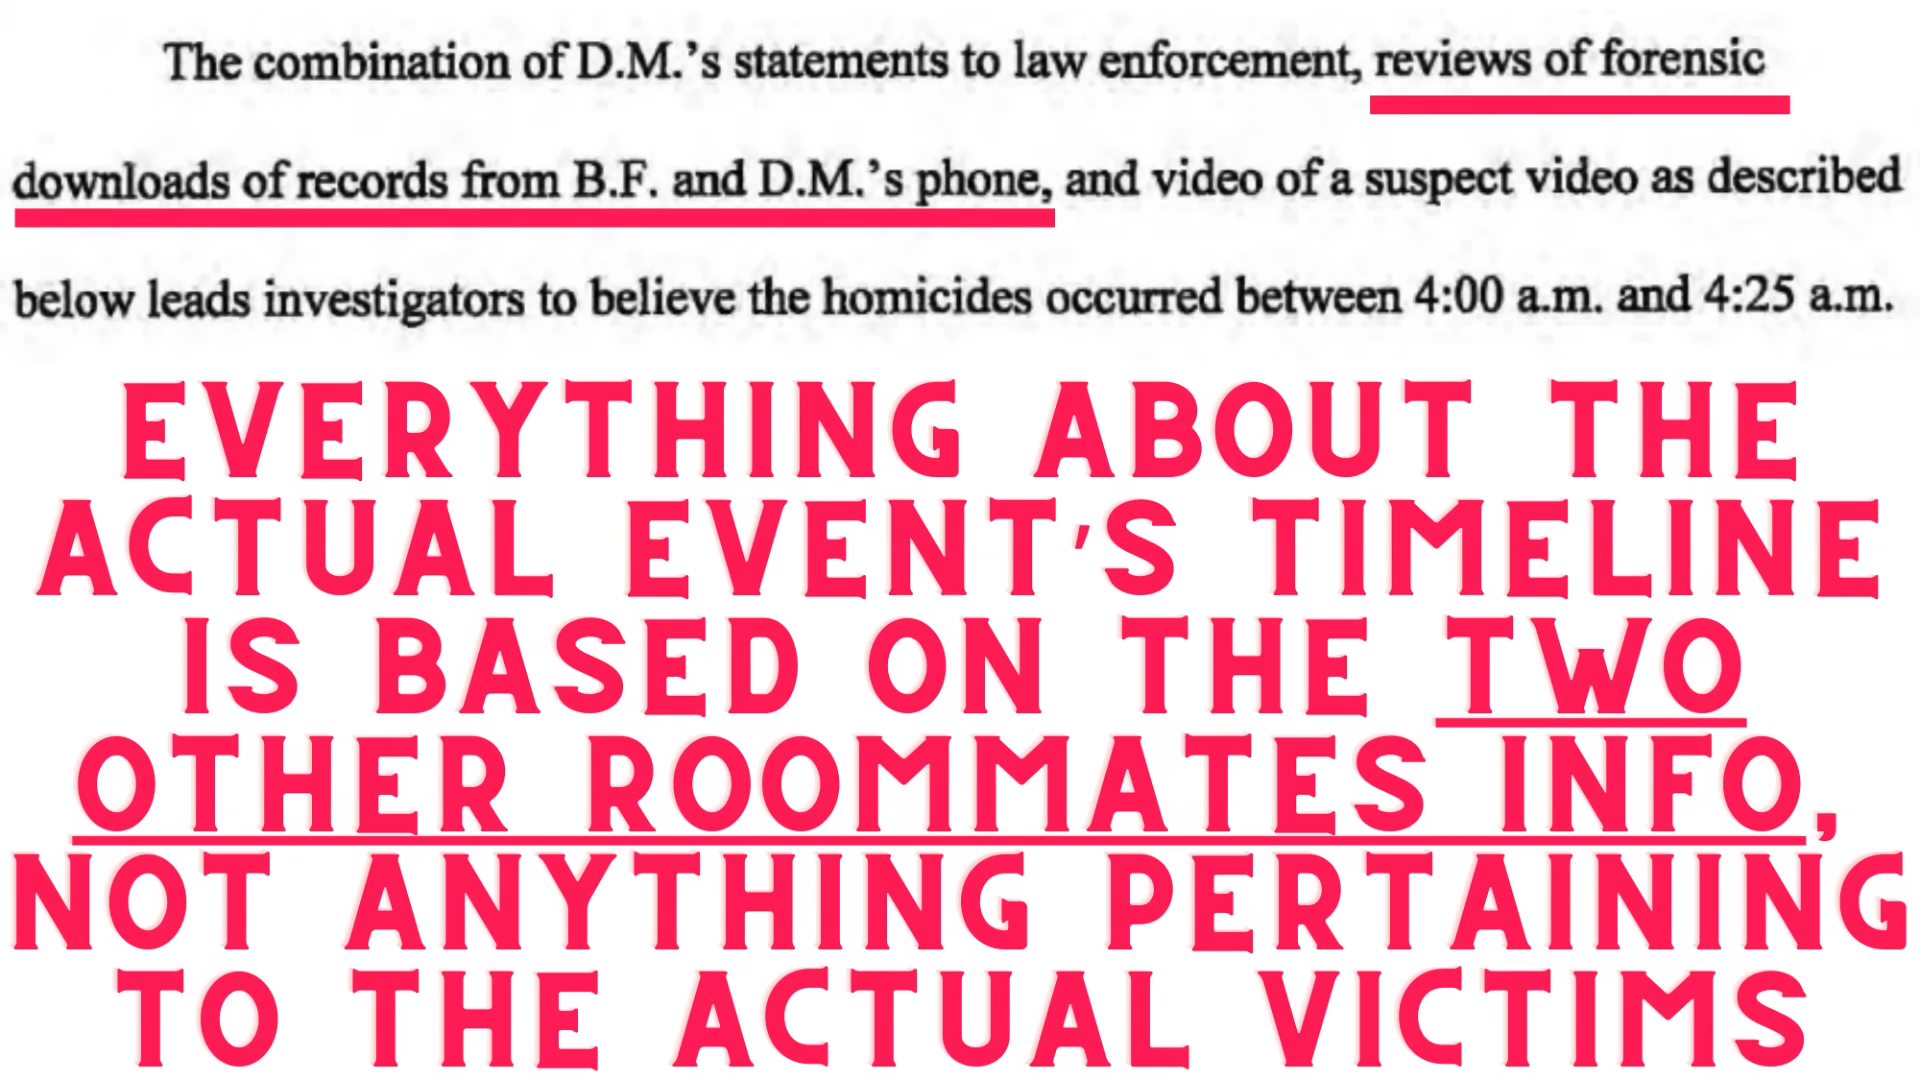 The combination of D.M.'s statements to law enforcement, reviews of forensic
downloads of records from B.F. and D.M.'s phone, and video of a suspect video as described
below leads investigators to believe the homicides occurred between 4:00 a.m. and 4:25 a.m.
EVERYTHING ABOUT THE
ACTUAL EVENT'S TIMELINE
IS BASED ON THE TWO
OTHER ROOMMATES INFO,
NOT ANYTHING PERTAINING
TO THE ACTUAL VICTIMS